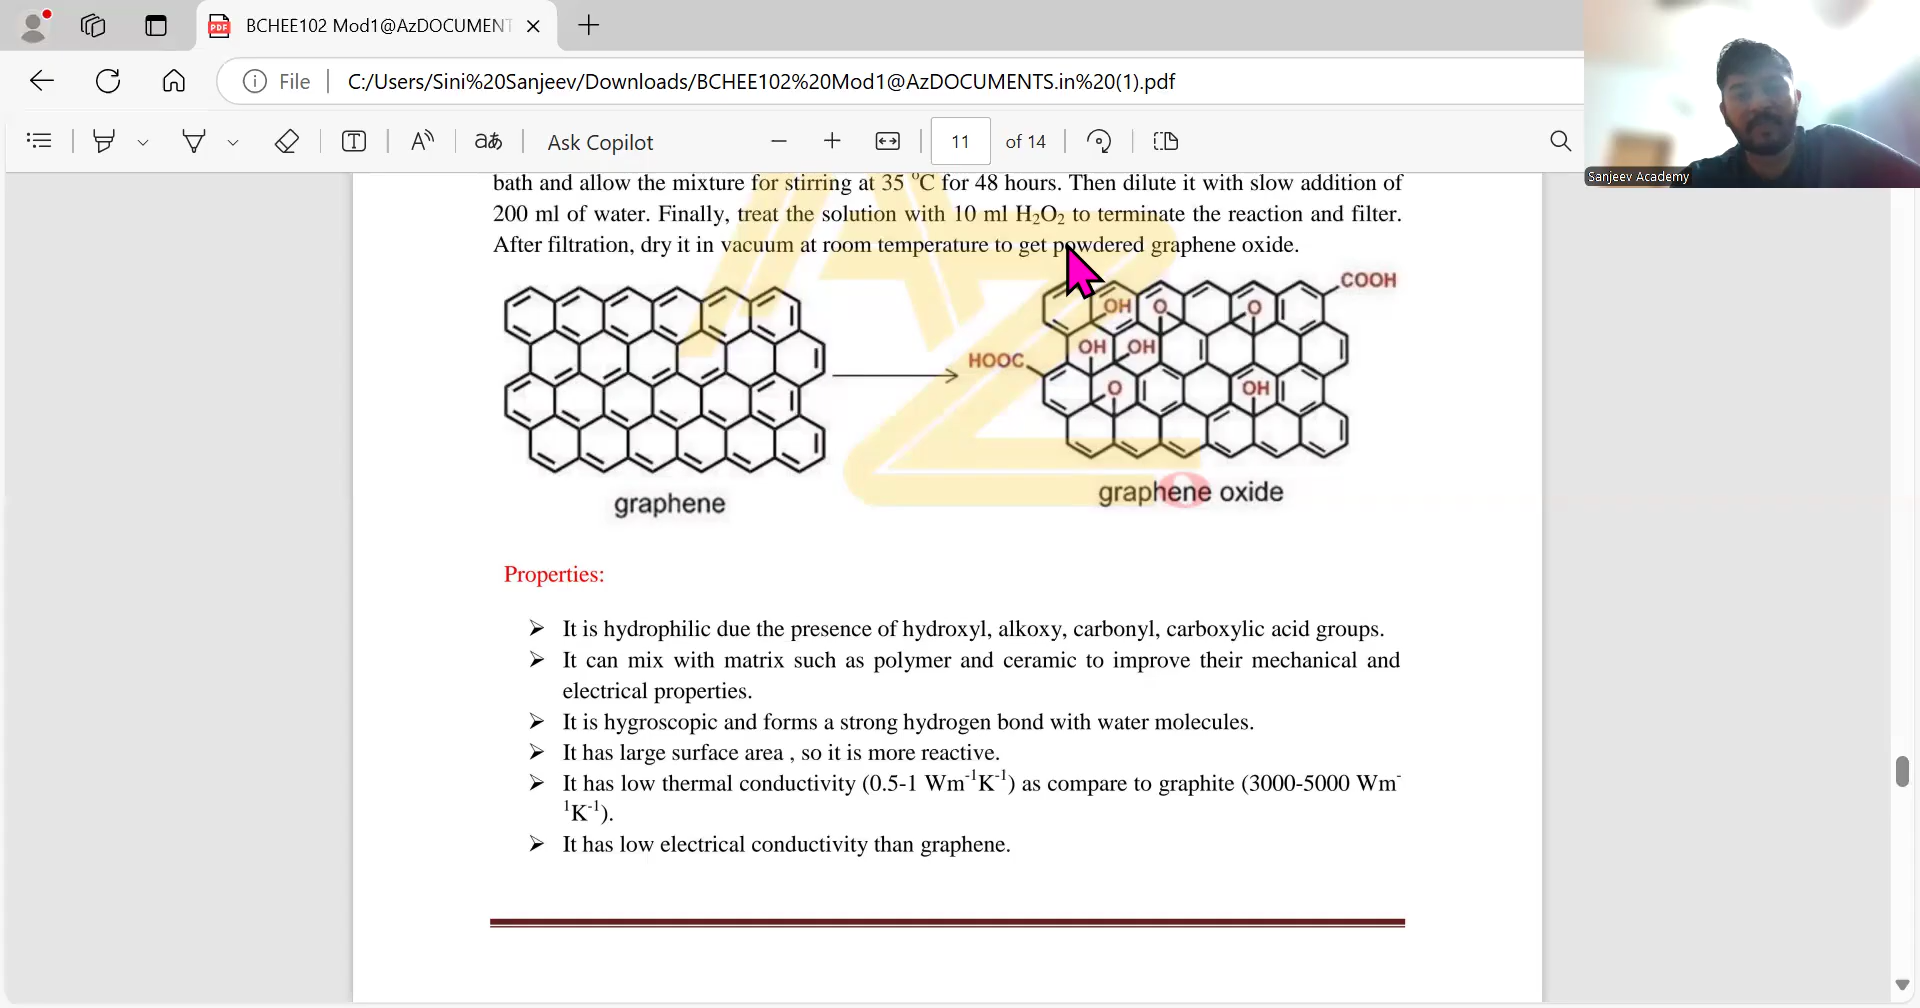 BCHEE102 Mod1@AzDOCUMENT
File
C:/Users/Sini%20Sanjeev/Downloads/BCHEE102%20Mod1@AzDOCUMENTS.in%20(1).pdf
Ask Copilot
11 of 14
Sanjeev Academy
bath and allow the mixture for stirring at 35 °C for 48 hours. Then dilute it with slow addition of
200 ml of water. Finally, treat the solution with 10 ml H₂O₂ to terminate the reaction and filter.
After filtration, dry it in vacuum at room temperature to get powdered graphene oxide.
COOH
OH O O
OH OH
HOOC
O OH
graphene
graphene oxide
Properties:
➢ It is hydrophilic due the presence of hydroxyl, alkoxy, carbonyl, carboxylic acid groups.
➢ It can mix with matrix such as polymer and ceramic to improve their mechanical and
electrical properties.
➢ It is hygroscopic and forms a strong hydrogen bond with water molecules.
➢ It has large surface area , so it is more reactive.
➢ It has low thermal conductivity (0.5-1 Wm⁻¹K⁻¹) as compare to graphite (3000-5000 Wm⁻
¹K⁻¹).
➢ It has low electrical conductivity than graphene.